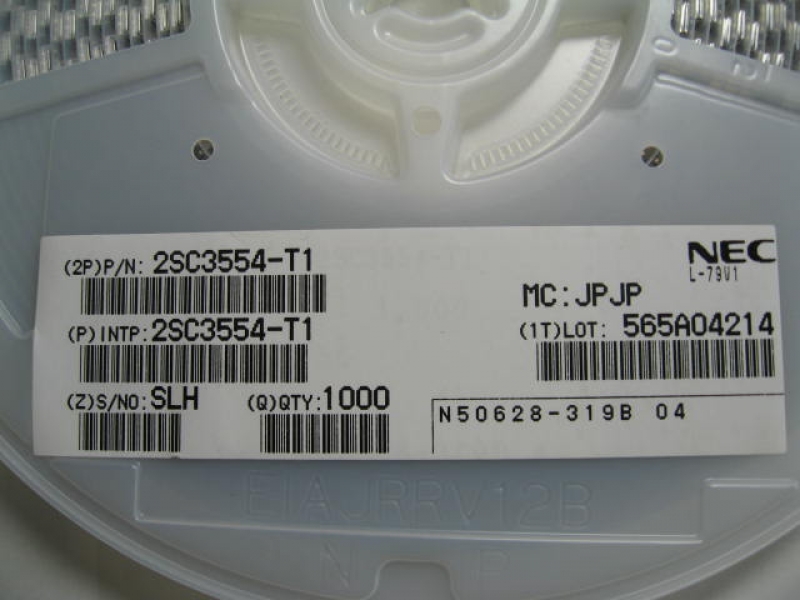 (2P)P/N: 2SC3554-T1
NEC
L-79V1
MC:JPJP
(P)INTP:2SC3554-T1
(1T)LOT: 565A04214
(Z)S/NO:SLH (Q)QTY:1000
N50628-319B 04
EIAJRRV12B
N P